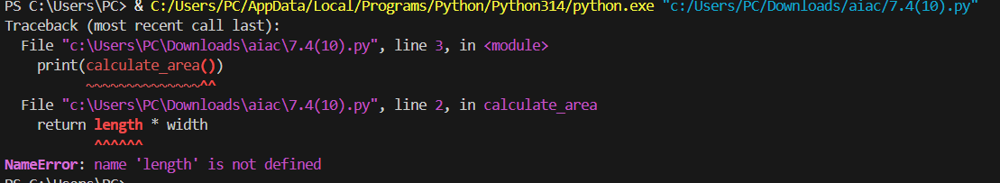 PS C:\Users\PC> & C:/Users/PC/AppData/Local/Programs/Python/Python314/python.exe "c:/Users/PC/Downloads/aiac/7.4(10).py"
Traceback (most recent call last):
  File "c:\Users\PC\Downloads\aiac\7.4(10).py", line 3, in <module>
    print(calculate_area())
          ~~~~~~~~~~~~~~^^
  File "c:\Users\PC\Downloads\aiac\7.4(10).py", line 2, in calculate_area
    return length * width
           ^^^^^^
NameError: name 'length' is not defined
PS C:\Users\PC>